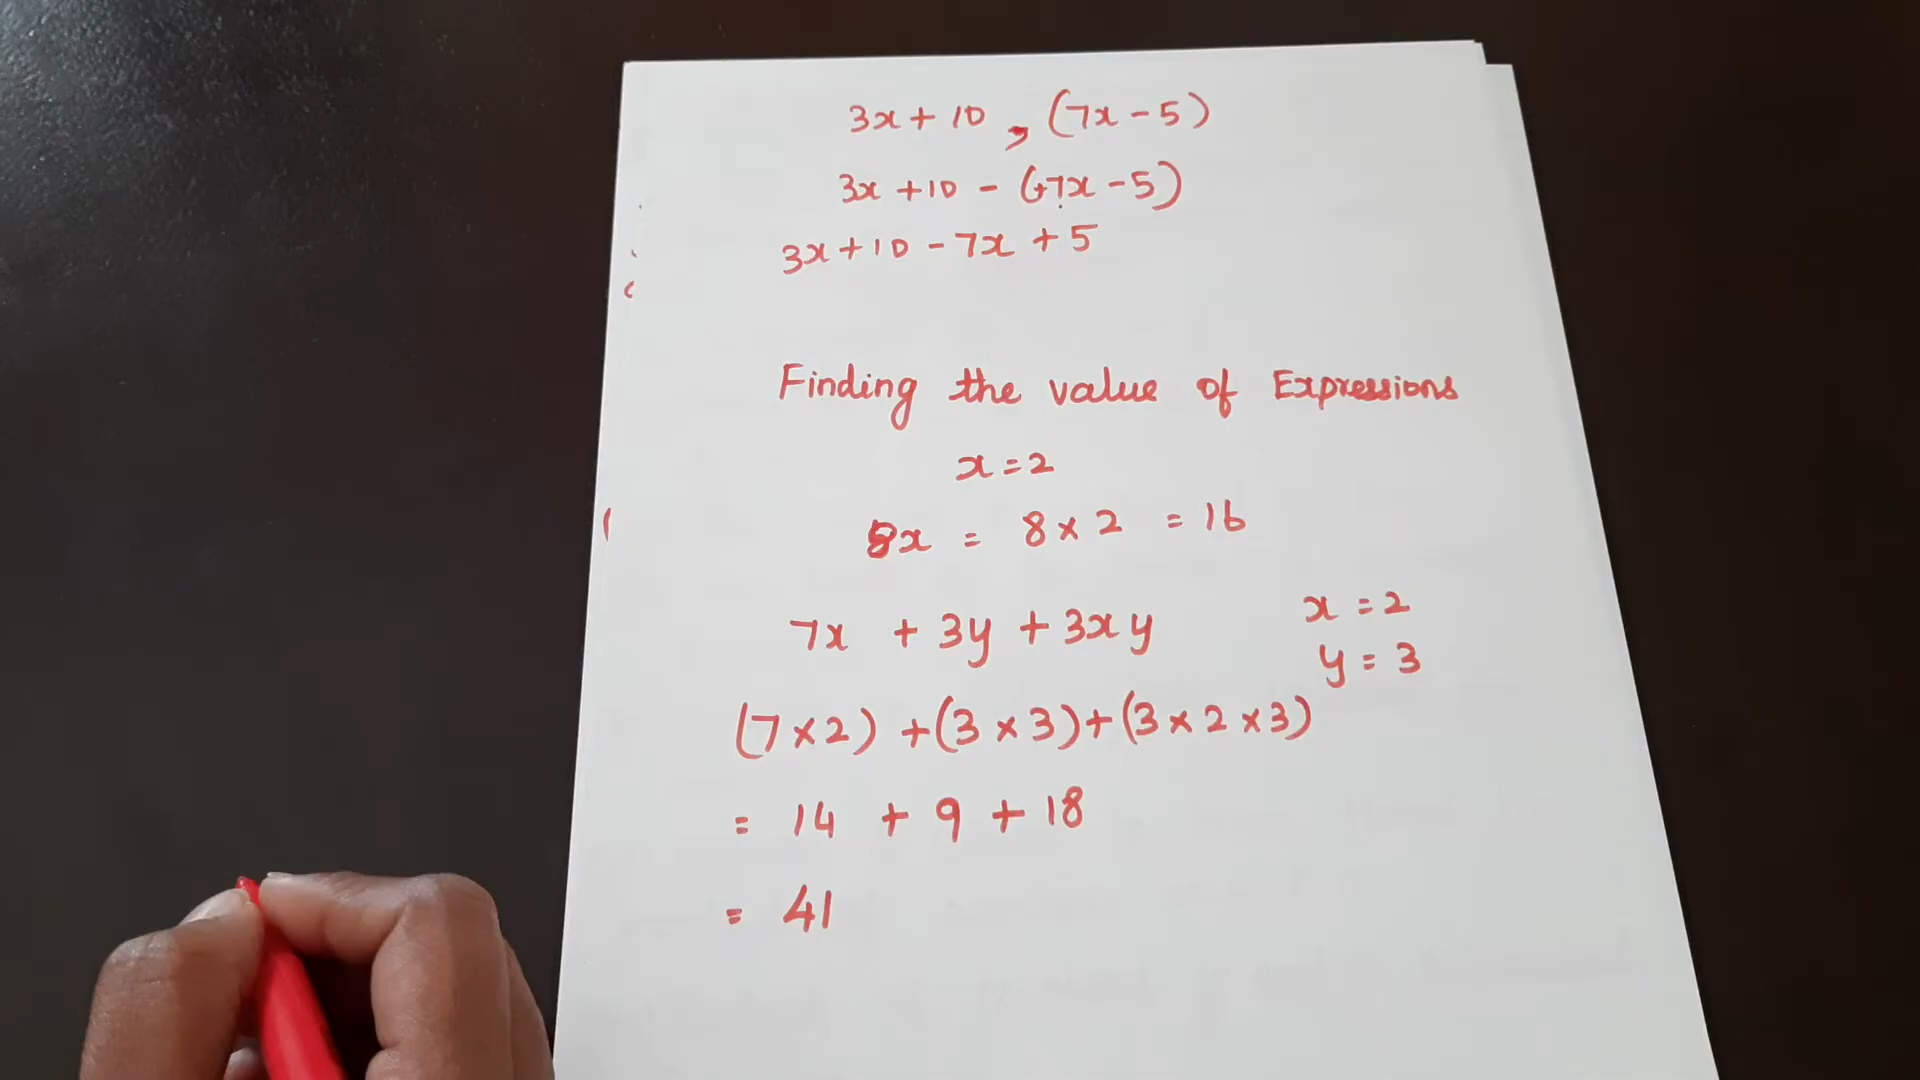 3x + 10 , (7x - 5)
3x + 10 - (+7x - 5)
3x + 10 - 7x + 5
Finding the value of Expressions
x = 2
8x = 8 × 2 = 16
7x + 3y + 3xy
x = 2
y = 3
(7 × 2) + (3 × 3) + (3 × 2 × 3)
= 14 + 9 + 18
= 41